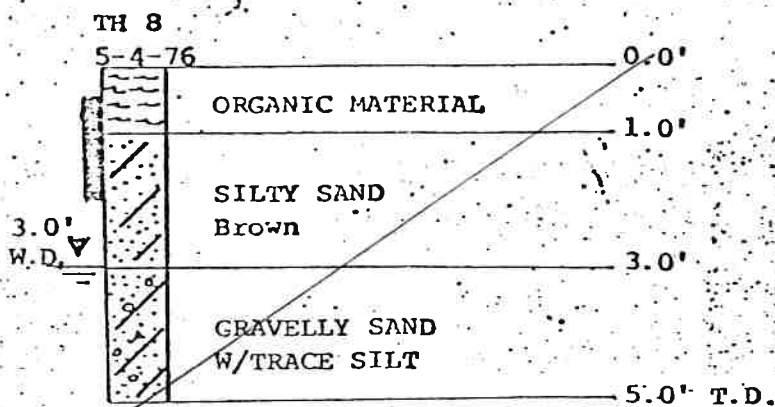 TH 8
5-4-76
0.0'
ORGANIC MATERIAL
1.0'
SILTY SAND
Brown
3.0'
W.D.
3.0'
GRAVELLY SAND
W/TRACE SILT
5.0' T.D.